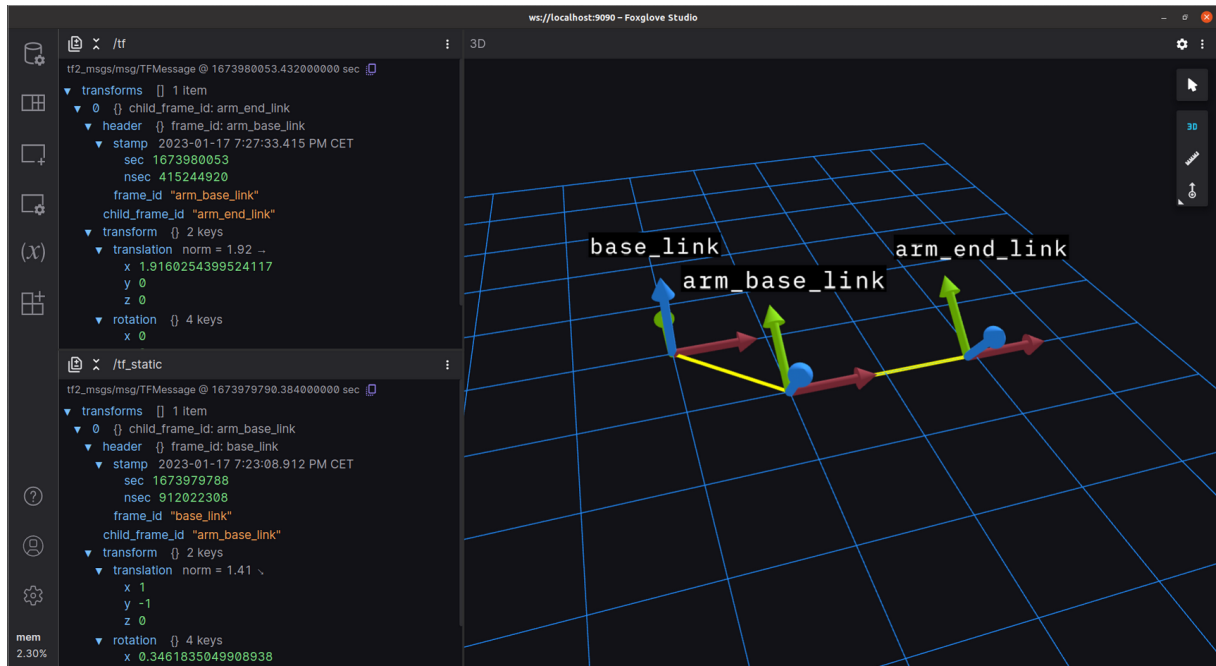 ws://localhost:9090 – Foxglove Studio
/tf
tf2_msgs/msg/TFMessage @ 1673980053.432000000 sec
transforms [] 1 item
0 {} child_frame_id: arm_end_link
header {} frame_id: arm_base_link
stamp 2023-01-17 7:27:33.415 PM CET
sec 1673980053
nsec 415244920
frame_id "arm_base_link"
child_frame_id "arm_end_link"
transform {} 2 keys
translation norm = 1.92 →
x 1.9160254399524117
y 0
z 0
rotation {} 4 keys
x 0
/tf_static
tf2_msgs/msg/TFMessage @ 1673979790.384000000 sec
transforms [] 1 item
0 {} child_frame_id: arm_base_link
header {} frame_id: base_link
stamp 2023-01-17 7:23:08.912 PM CET
sec 1673979788
nsec 912022308
frame_id "base_link"
child_frame_id "arm_base_link"
transform {} 2 keys
translation norm = 1.41 ↘
x 1
y -1
z 0
rotation {} 4 keys
x 0.3461835049908938
(x)
mem
2.30%
3D
3D
base_link
arm_base_link
arm_end_link